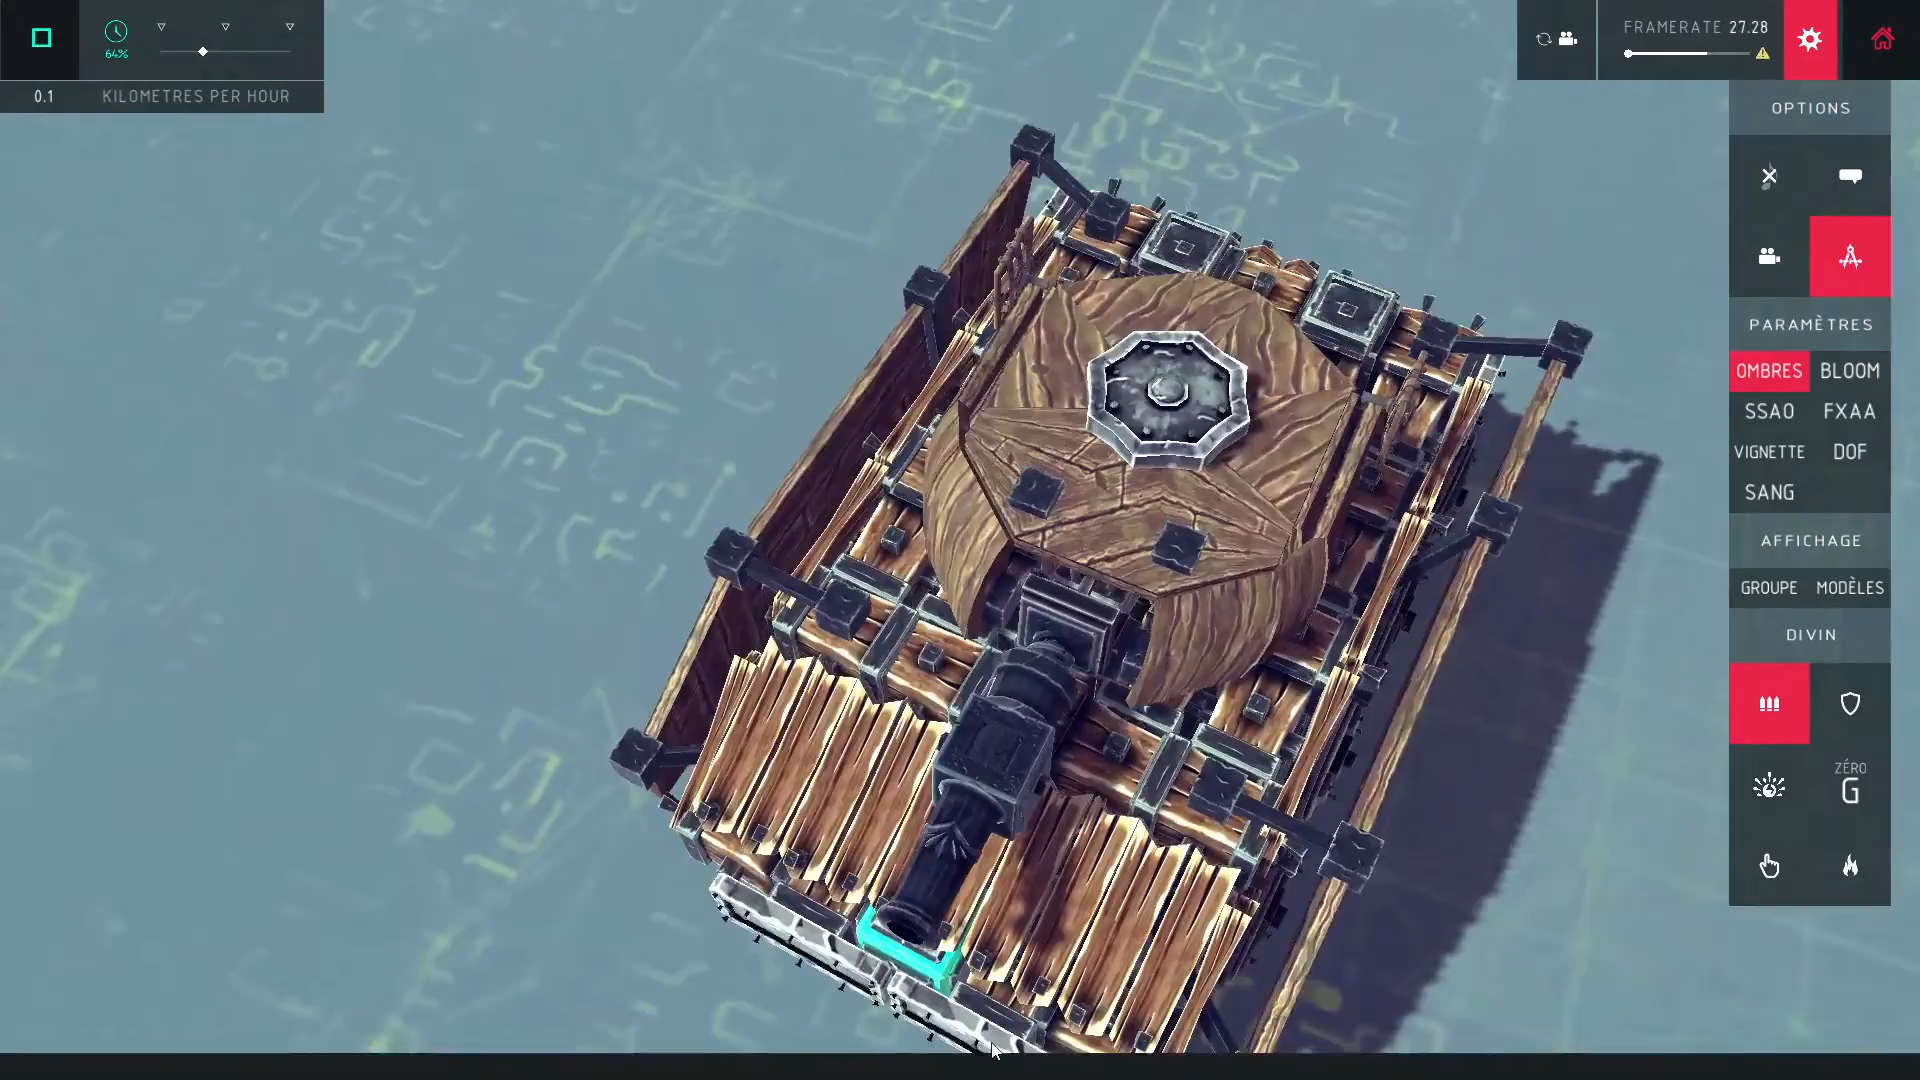 64%
0.1 KILOMETRES PER HOUR
FRAMERATE 27.28
OPTIONS
PARAMÈTRES
OMBRES BLOOM
SSAO FXAA
VIGNETTE DOF
SANG
AFFICHAGE
GROUPE MODÈLES
DIVIN
ZÉRO
G